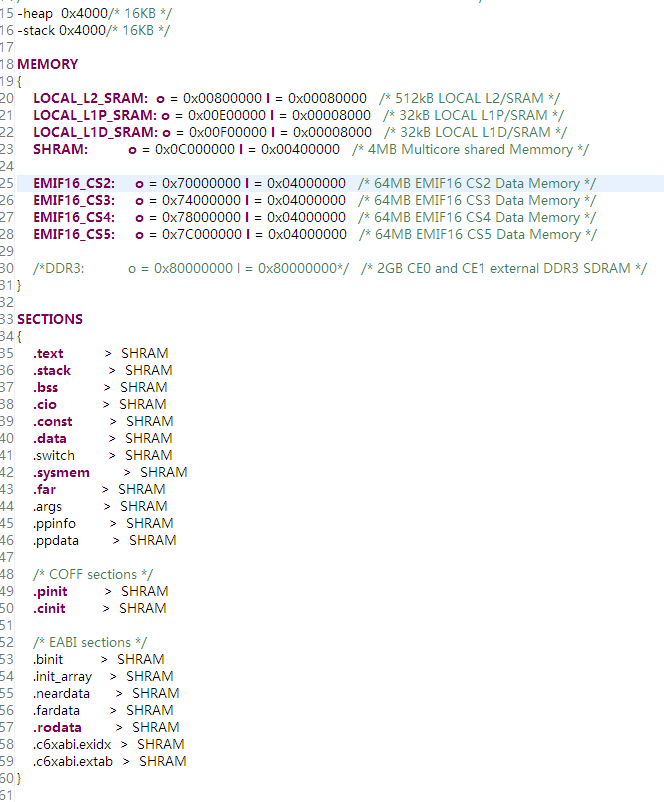 15 -heap  0x4000/* 16KB */
16 -stack 0x4000/* 16KB */
17
18 MEMORY
19 {
20     LOCAL_L2_SRAM:  o = 0x00800000 l = 0x00080000   /* 512kB LOCAL L2/SRAM */
21     LOCAL_L1P_SRAM: o = 0x00E00000 l = 0x00008000   /* 32kB LOCAL L1P/SRAM */
22     LOCAL_L1D_SRAM: o = 0x00F00000 l = 0x00008000   /* 32kB LOCAL L1D/SRAM */
23     SHRAM:          o = 0x0C000000 l = 0x00400000   /* 4MB Multicore shared Memmory */
24
25     EMIF16_CS2:     o = 0x70000000 l = 0x04000000   /* 64MB EMIF16 CS2 Data Memory */
26     EMIF16_CS3:     o = 0x74000000 l = 0x04000000   /* 64MB EMIF16 CS3 Data Memory */
27     EMIF16_CS4:     o = 0x78000000 l = 0x04000000   /* 64MB EMIF16 CS4 Data Memory */
28     EMIF16_CS5:     o = 0x7C000000 l = 0x04000000   /* 64MB EMIF16 CS5 Data Memory */
29
30     /*DDR3:           o = 0x80000000 l = 0x80000000*/   /* 2GB CE0 and CE1 external DDR3 SDRAM */
31 }
32
33 SECTIONS
34 {
35     .text          >  SHRAM
36     .stack         >  SHRAM
37     .bss           >  SHRAM
38     .cio           >  SHRAM
39     .const         >  SHRAM
40     .data          >  SHRAM
41     .switch        >  SHRAM
42     .sysmem        >  SHRAM
43     .far           >  SHRAM
44     .args          >  SHRAM
45     .ppinfo        >  SHRAM
46     .ppdata        >  SHRAM
47
48     /* COFF sections */
49     .pinit         >  SHRAM
50     .cinit         >  SHRAM
51
52     /* EABI sections */
53     .binit         >  SHRAM
54     .init_array    >  SHRAM
55     .neardata      >  SHRAM
56     .fardata       >  SHRAM
57     .rodata        >  SHRAM
58     .c6xabi.exidx  >  SHRAM
59     .c6xabi.extab  >  SHRAM
60 }
61